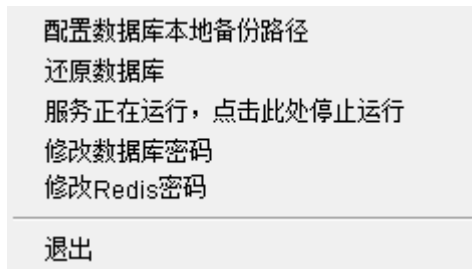 配置数据库本地备份路径
还原数据库
服务正在运行，点击此处停止运行
修改数据库密码
修改Redis密码
退出